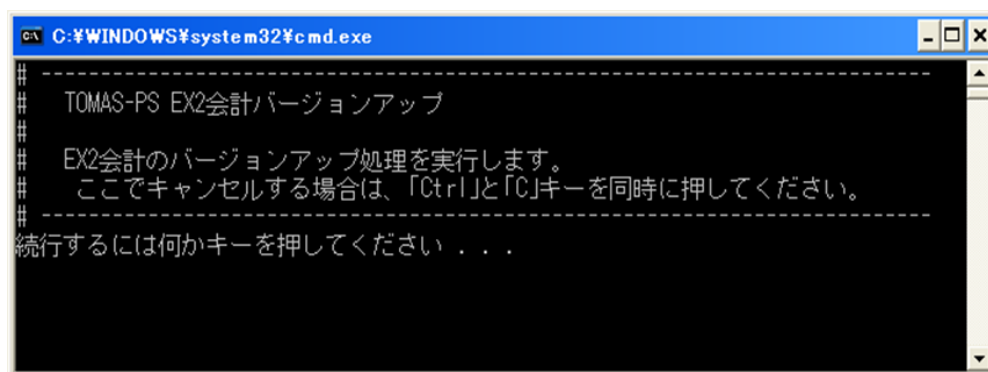 C:¥WINDOWS¥system32¥cmd.exe
# --------------------------------------------------------------------------
#   TOMAS-PS EX2会計バージョンアップ
#
#   EX2会計のバージョンアップ処理を実行します。
#    ここでキャンセルする場合は、「Ctrl」と「C」キーを同時に押してください。
# --------------------------------------------------------------------------
続行するには何かキーを押してください . . .